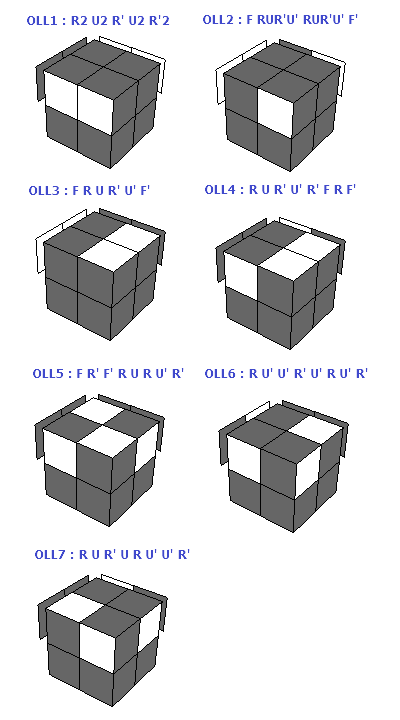 OLL1 : R2 U2 R' U2 R'2
OLL2 : F RUR'U' RUR'U' F'
OLL3 : F R U R' U' F'
OLL4 : R U R' U' R' F R F'
OLL5 : F R' F' R U R U' R'
OLL6 : R U' U' R' U' R U' R'
OLL7 : R U R' U R U' U' R'